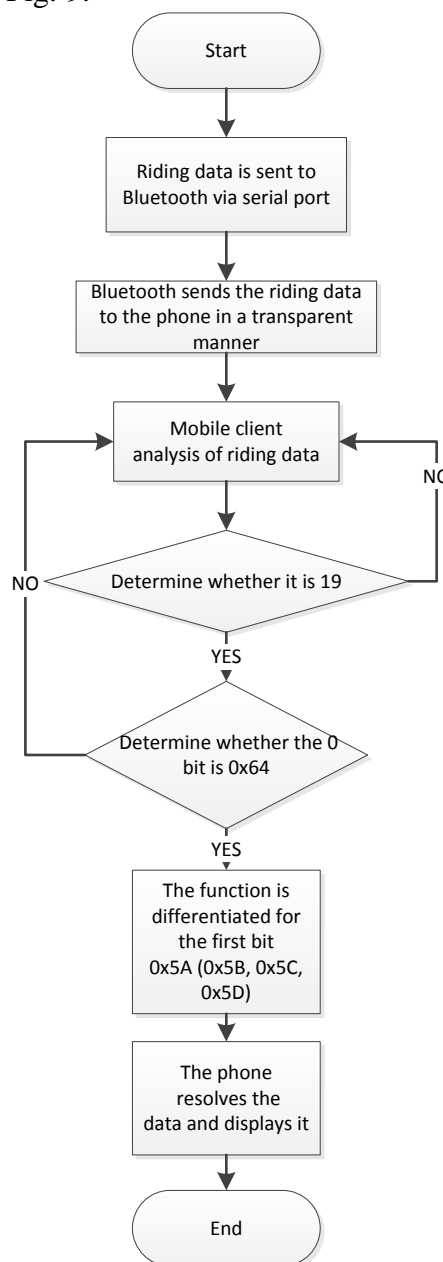 Fig. 9.
Start
Riding data is sent to
Bluetooth via serial port
Bluetooth sends the riding data
to the phone in a transparent
manner
Mobile client
analysis of riding data
NO
NO
Determine whether it is 19
YES
Determine whether the 0
bit is 0x64
YES
The function is
differentiated for
the first bit
0x5A (0x5B, 0x5C,
0x5D)
The phone
resolves the
data and displays it
End